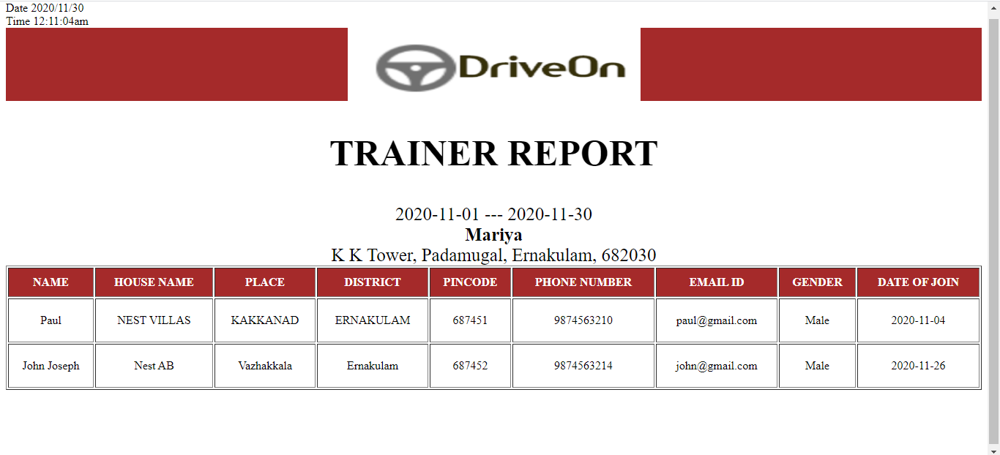 Date 2020/11/30
Time 12:11:04am
DriveOn
TRAINER REPORT
2020-11-01 --- 2020-11-30
Mariya
K K Tower, Padamugal, Ernakulam, 682030
NAME HOUSE NAME PLACE DISTRICT PINCODE PHONE NUMBER EMAIL ID GENDER DATE OF JOIN
Paul NEST VILLAS KAKKANAD ERNAKULAM 687451 9874563210 paul@gmail.com Male 2020-11-04
John Joseph Nest AB Vazhakkala Ernakulam 687452 9874563214 john@gmail.com Male 2020-11-26